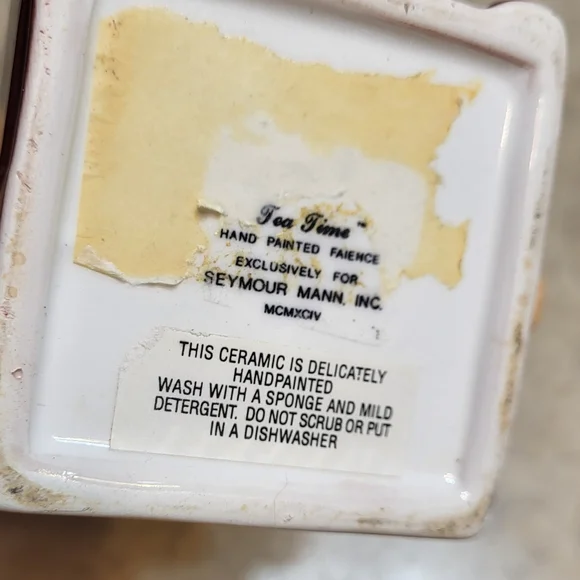 Tea Time™
HAND PAINTED FAIENCE
EXCLUSIVELY FOR
SEYMOUR MANN, INC.
MCMXCIV
THIS CERAMIC IS DELICATELY
HANDPAINTED
WASH WITH A SPONGE AND MILD
DETERGENT. DO NOT SCRUB OR PUT
IN A DISHWASHER